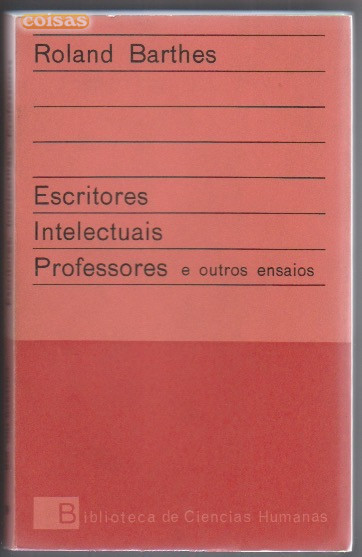 coisas
Roland Barthes
Escritores
Intelectuais
Professores e outros ensaios
Biblioteca de Ciencias Humanas